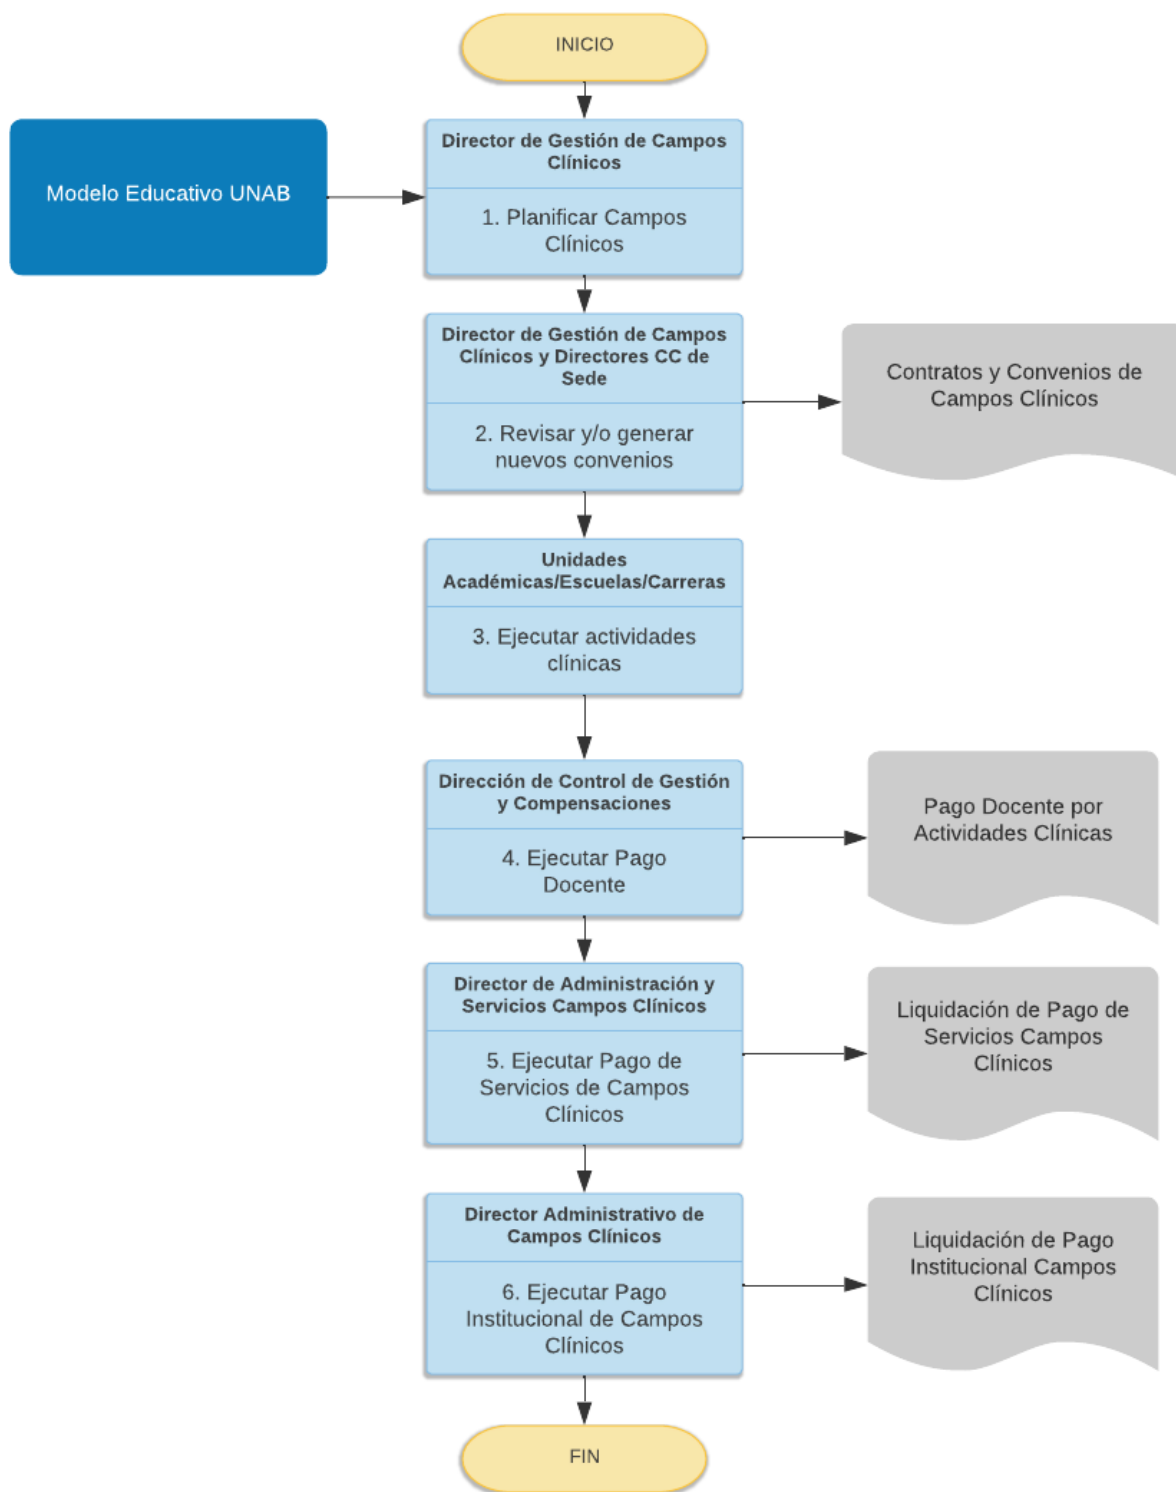 INICIO
Director de Gestión de Campos
Clínicos
Modelo Educativo UNAB
1. Planificar Campos
Clínicos
Director de Gestión de Campos
Clínicos y Directores CC de
Sede
2. Revisar y/o generar
nuevos convenios
Contratos y Convenios de
Campos Clínicos
Unidades
Académicas/Escuelas/Carreras
3. Ejecutar actividades
clínicas
Dirección de Control de Gestión
y Compensaciones
4. Ejecutar Pago
Docente
Pago Docente por
Actividades Clínicas
Director de Administración y
Servicios Campos Clínicos
5. Ejecutar Pago de
Servicios de Campos
Clínicos
Liquidación de Pago de
Servicios Campos
Clínicos
Director Administrativo de
Campos Clínicos
6. Ejecutar Pago
Institucional de Campos
Clínicos
Liquidación de Pago
Institucional Campos
Clínicos
FIN